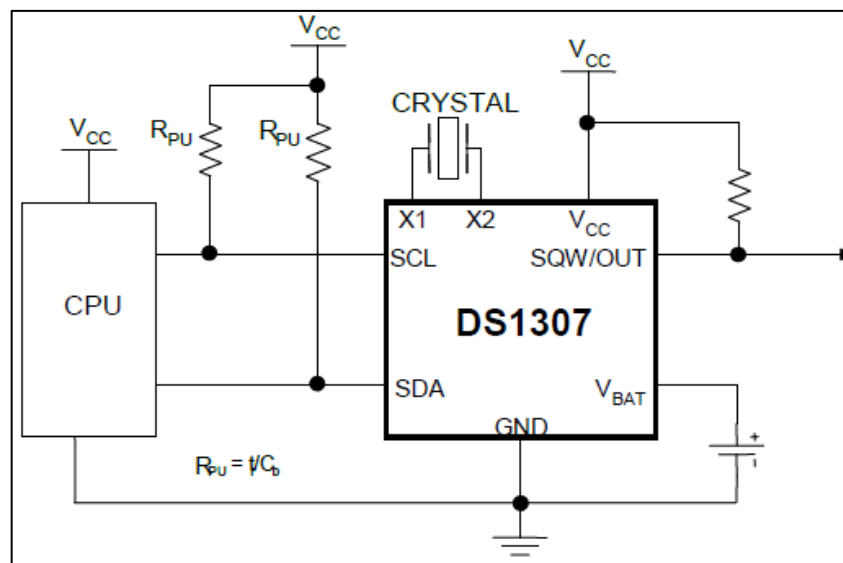 VCC
VCC
CRYSTAL
VCC
RPU
RPU
X1
X2
VCC
SCL
SQW/OUT
CPU
DS1307
SDA
VBAT
GND
+
-
RPU = tr/Cb